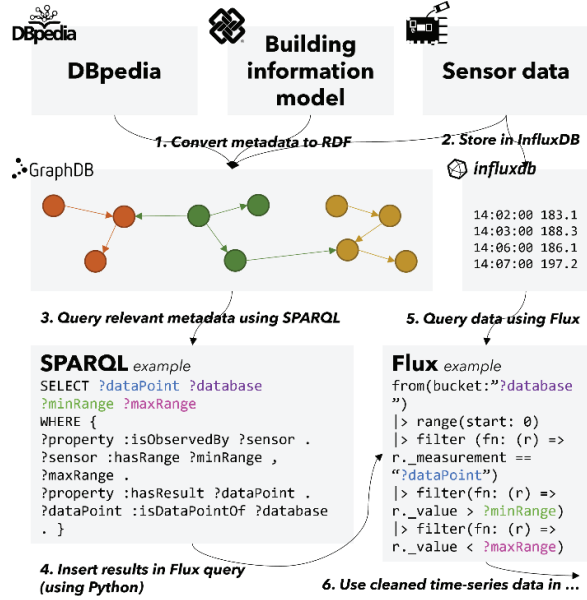 DBpedia
DBpedia
Building
information
model
Sensor data
1. Convert metadata to RDF
2. Store in InfluxDB
GraphDB
influxdb
14:02:00 183.1
14:03:00 188.3
14:06:00 186.1
14:07:00 197.2
3. Query relevant metadata using SPARQL
5. Query data using Flux
SPARQL example
SELECT ?dataPoint ?database
?minRange ?maxRange
WHERE {
?property :isObservedBy ?sensor .
?sensor :hasRange ?minRange ,
?maxRange .
?property :hasResult ?dataPoint .
?dataPoint :isDataPointOf ?database
. }
Flux example
from(bucket:”?database
”)
|> range(start: 0)
|> filter (fn: (r) =>
r._measurement ==
“?dataPoint”)
|> filter(fn: (r) =>
r._value > ?minRange)
|> filter(fn: (r) =>
r._value < ?maxRange)
4. Insert results in Flux query
(using Python)
6. Use cleaned time-series data in …